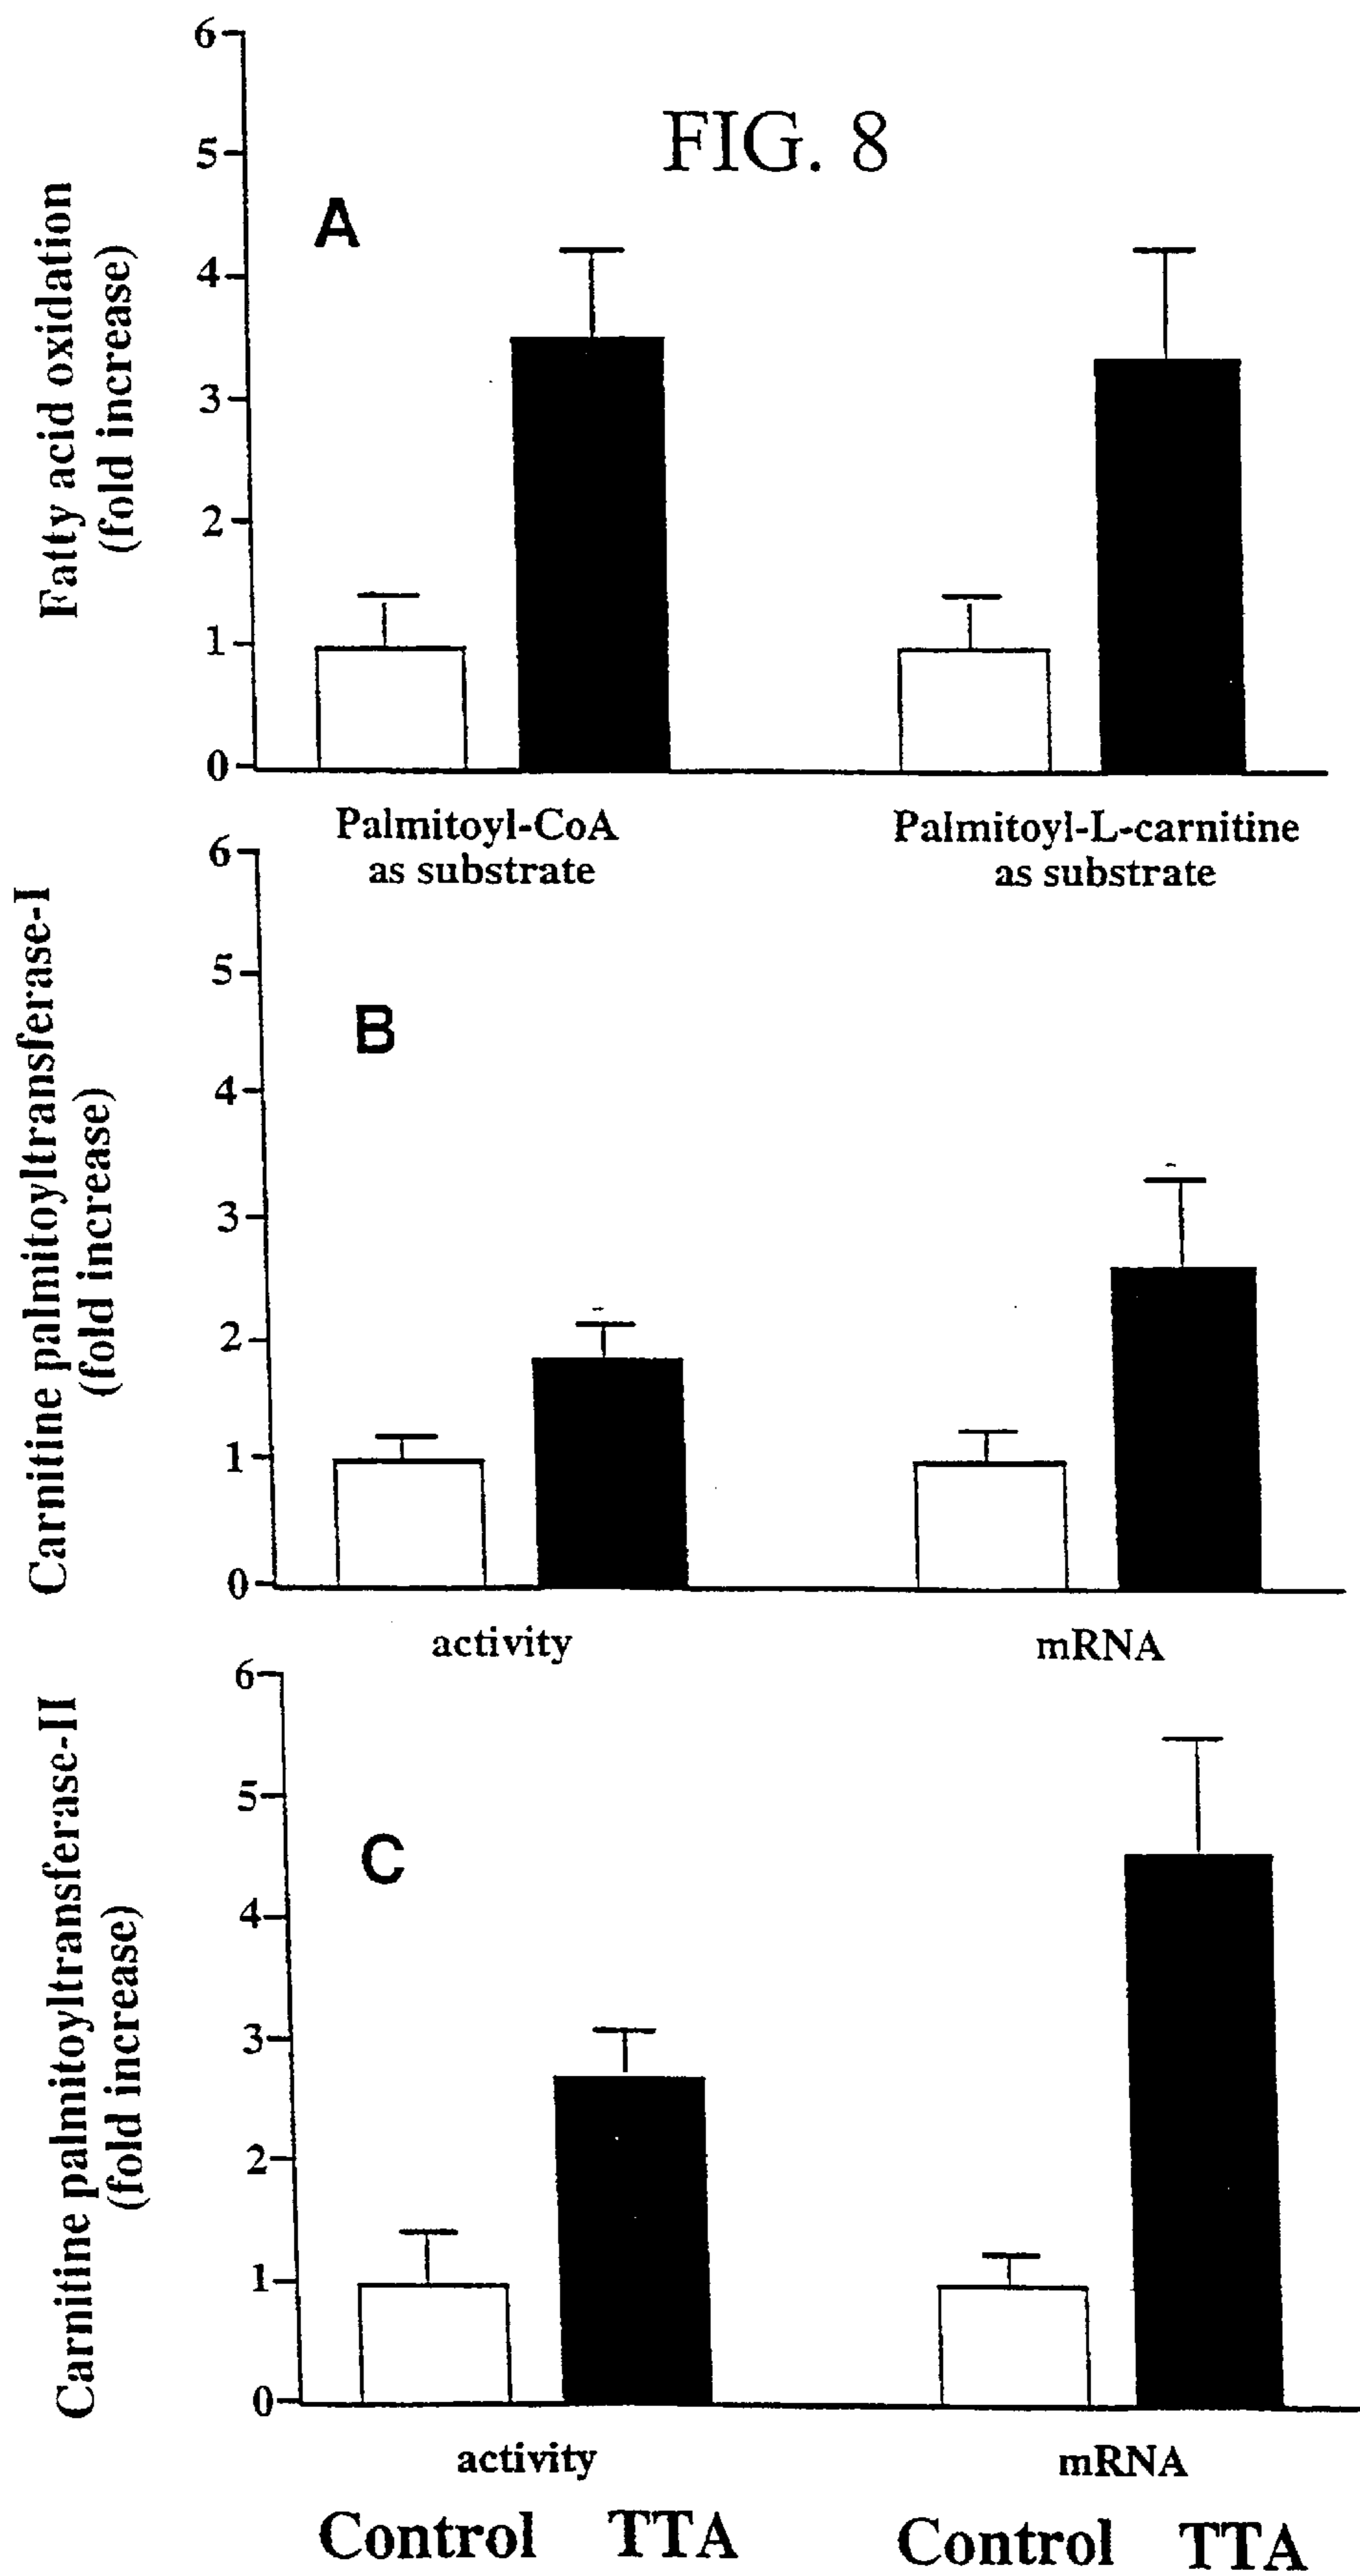 FIG. 8
A
Fatty acid oxidation
(fold increase)
6
5
4
3
2
1
0
Palmitoyl-CoA
as substrate
Palmitoyl-L-carnitine
as substrate
B
Carnitine palmitoyltransferase-I
(fold increase)
6
5
4
3
2
1
0
activity
mRNA
C
Carnitine palmitoyltransferase-II
(fold increase)
6
5
4
3
2
1
0
activity
mRNA
Control TTA
Control TTA